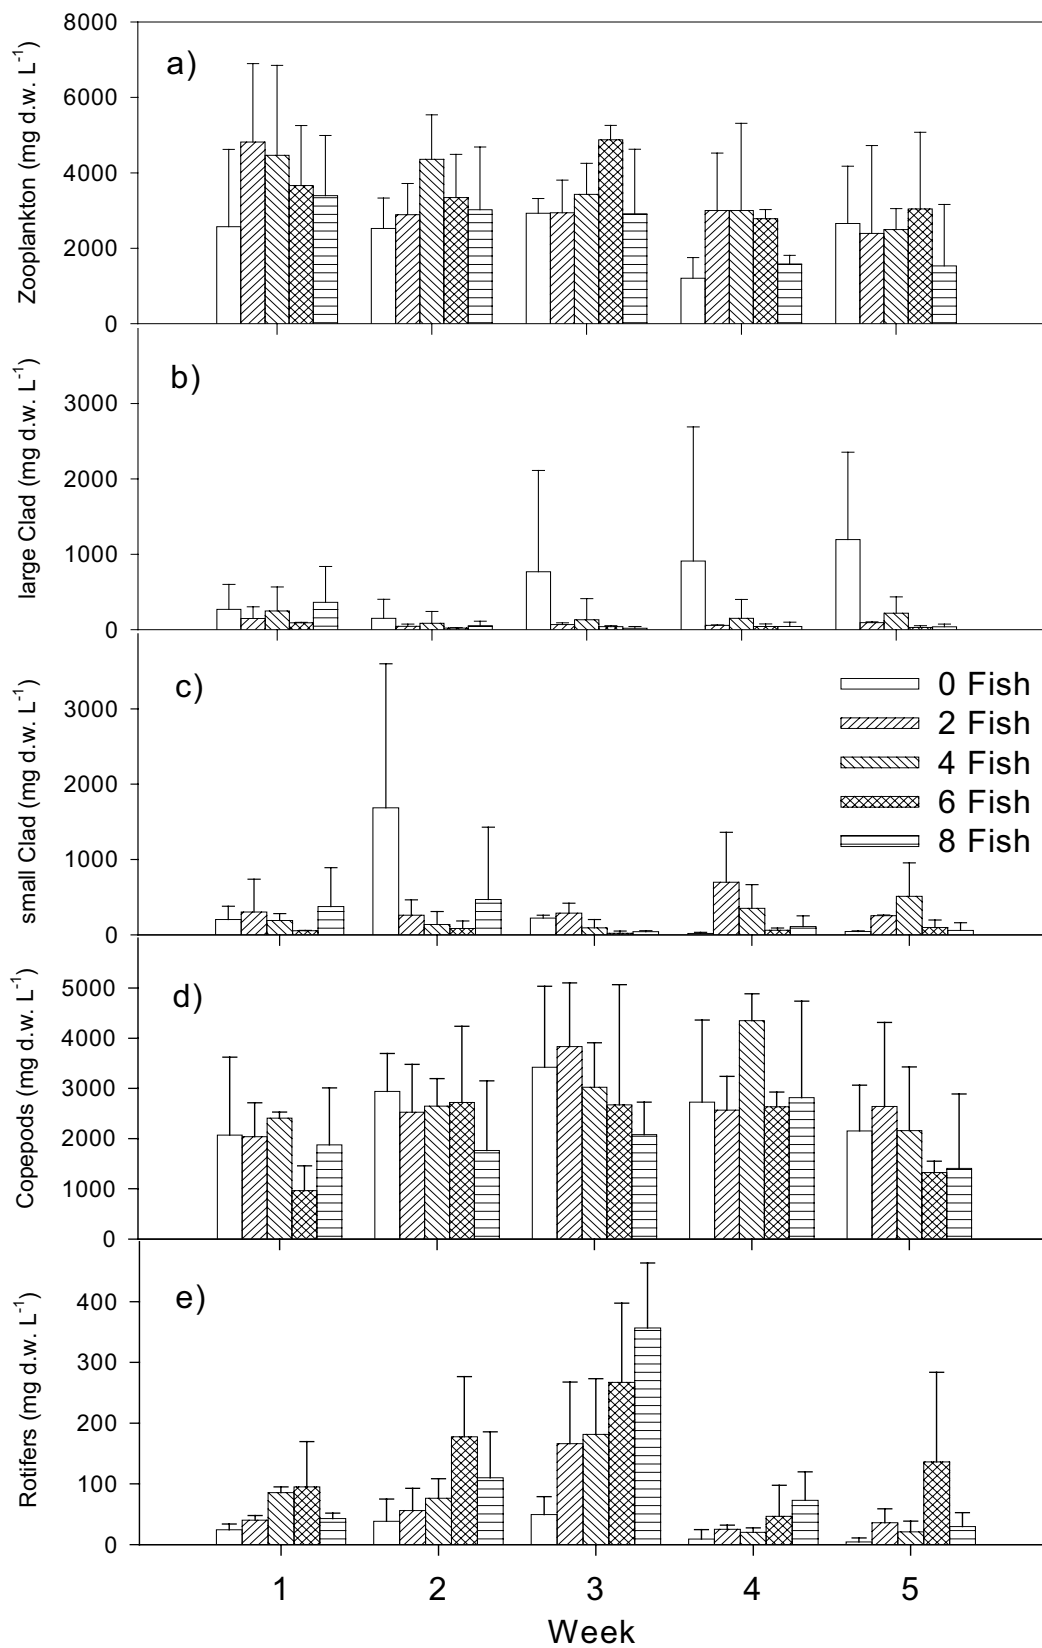 8000
6000
4000
2000
0
Zooplankton (mg d.w. L⁻¹)
a)
3000
2000
1000
0
large Clad (mg d.w. L⁻¹)
b)
3000
2000
1000
0
small Clad (mg d.w. L⁻¹)
c)
0 Fish
2 Fish
4 Fish
6 Fish
8 Fish
5000
4000
3000
2000
1000
0
Copepods (mg d.w. L⁻¹)
d)
400
300
200
100
0
Rotifers (mg d.w. L⁻¹)
e)
1 2 3 4 5
Week